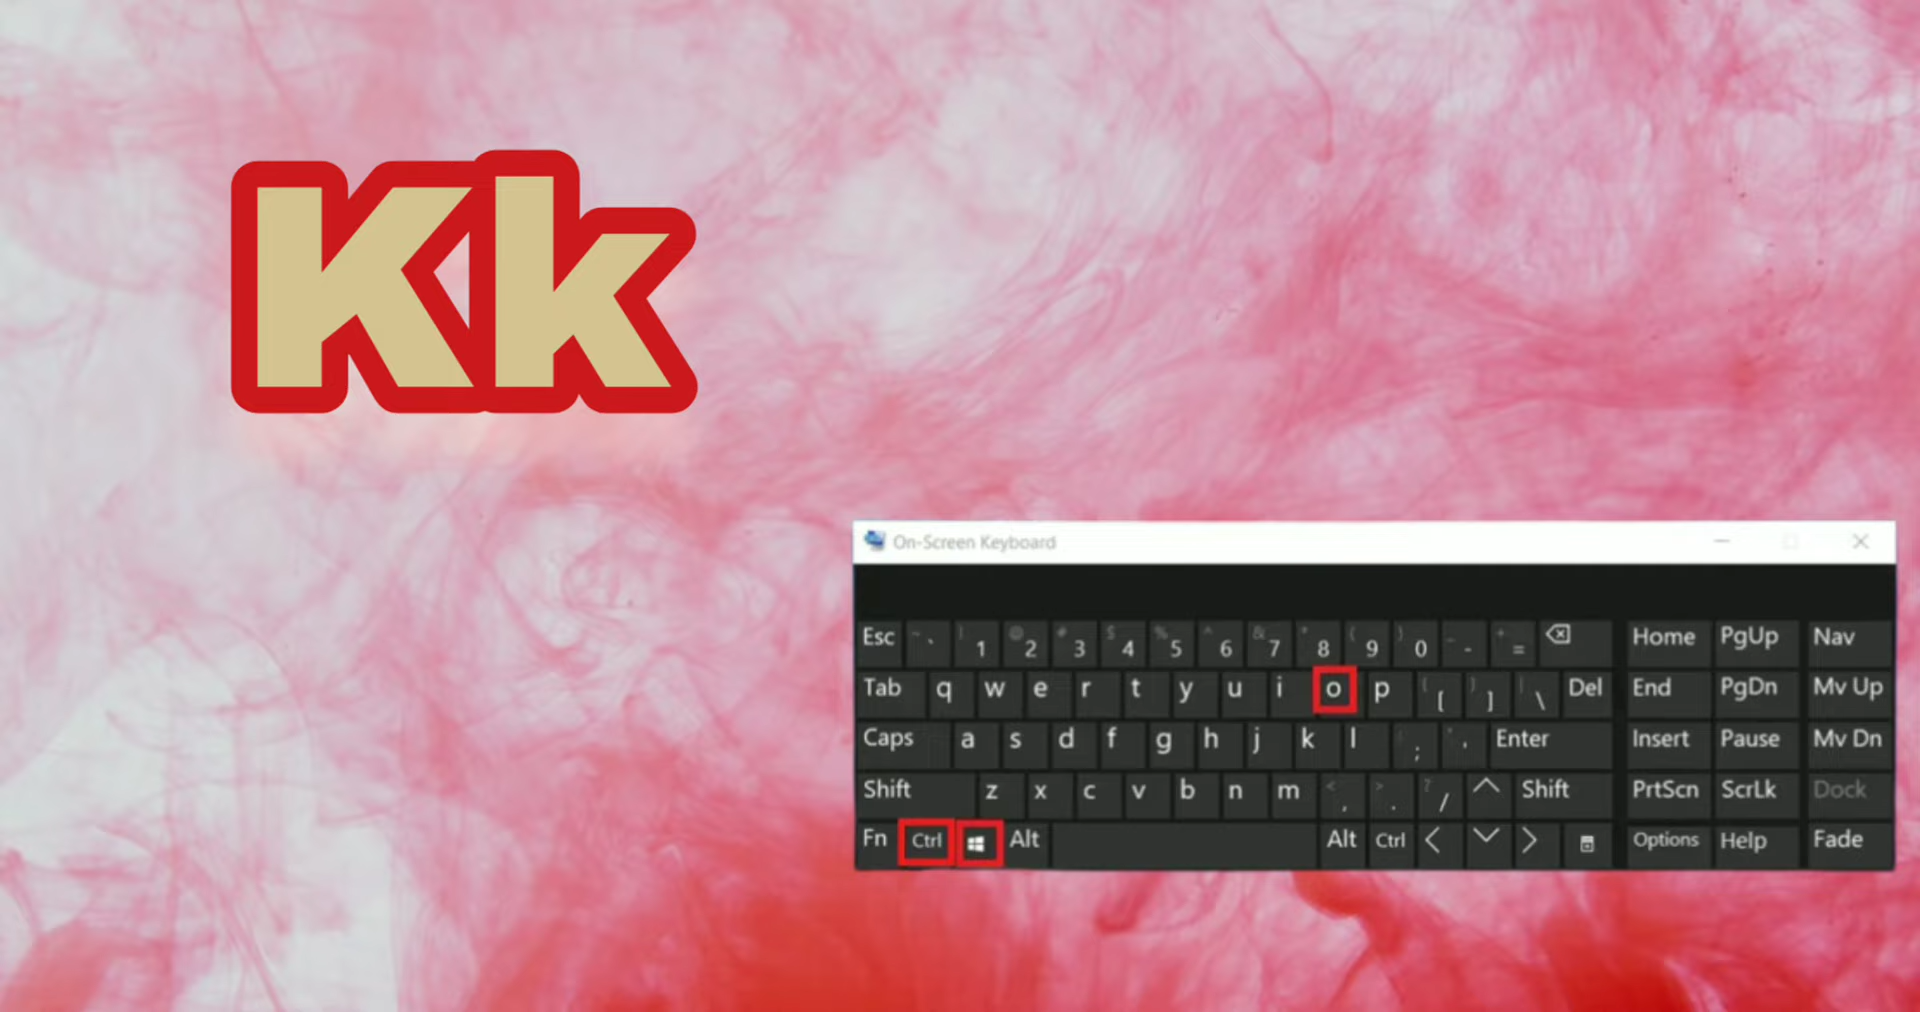 Kk
On-Screen Keyboard
Esc ~ ` ! 1 @ 2 # 3 $ 4 % 5 ^ 6 & 7 * 8 ( 9 ) 0 _ - + = Home PgUp Nav
Tab q w e r t y u i o p { [ } ] | \ Del End PgDn Mv Up
Caps a s d f g h j k l : ; " ' Enter Insert Pause Mv Dn
Shift z x c v b n m < , > . ? / Shift PrtScn ScrLk Dock
Fn Ctrl Alt Alt Ctrl Options Help Fade